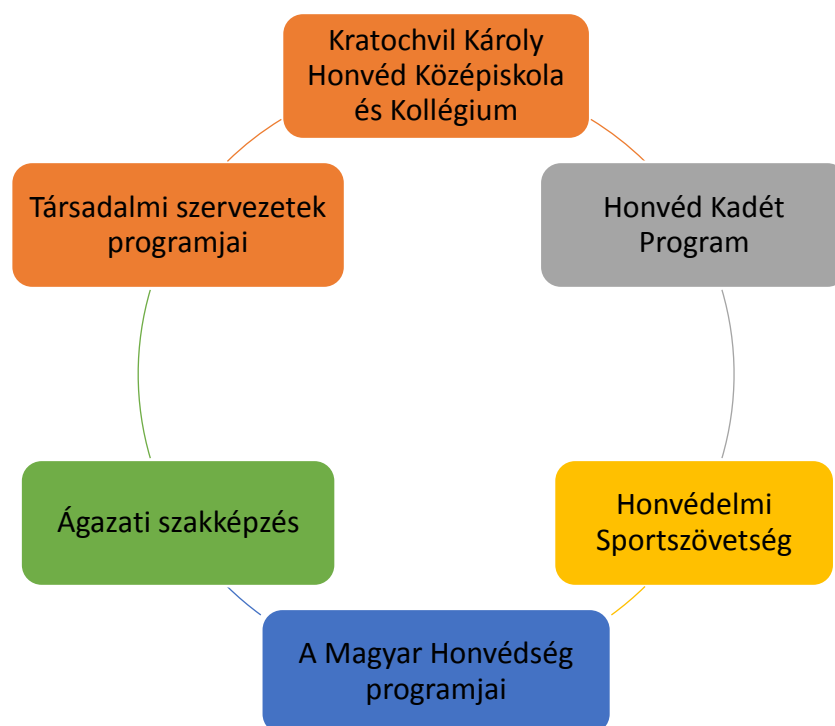 Kratochvil Károly
Honvéd Középiskola
és Kollégium
Társadalmi szervezetek
programjai
Honvéd Kadét
Program
Ágazati szakképzés
Honvédelmi
Sportszövetség
A Magyar Honvédség
programjai